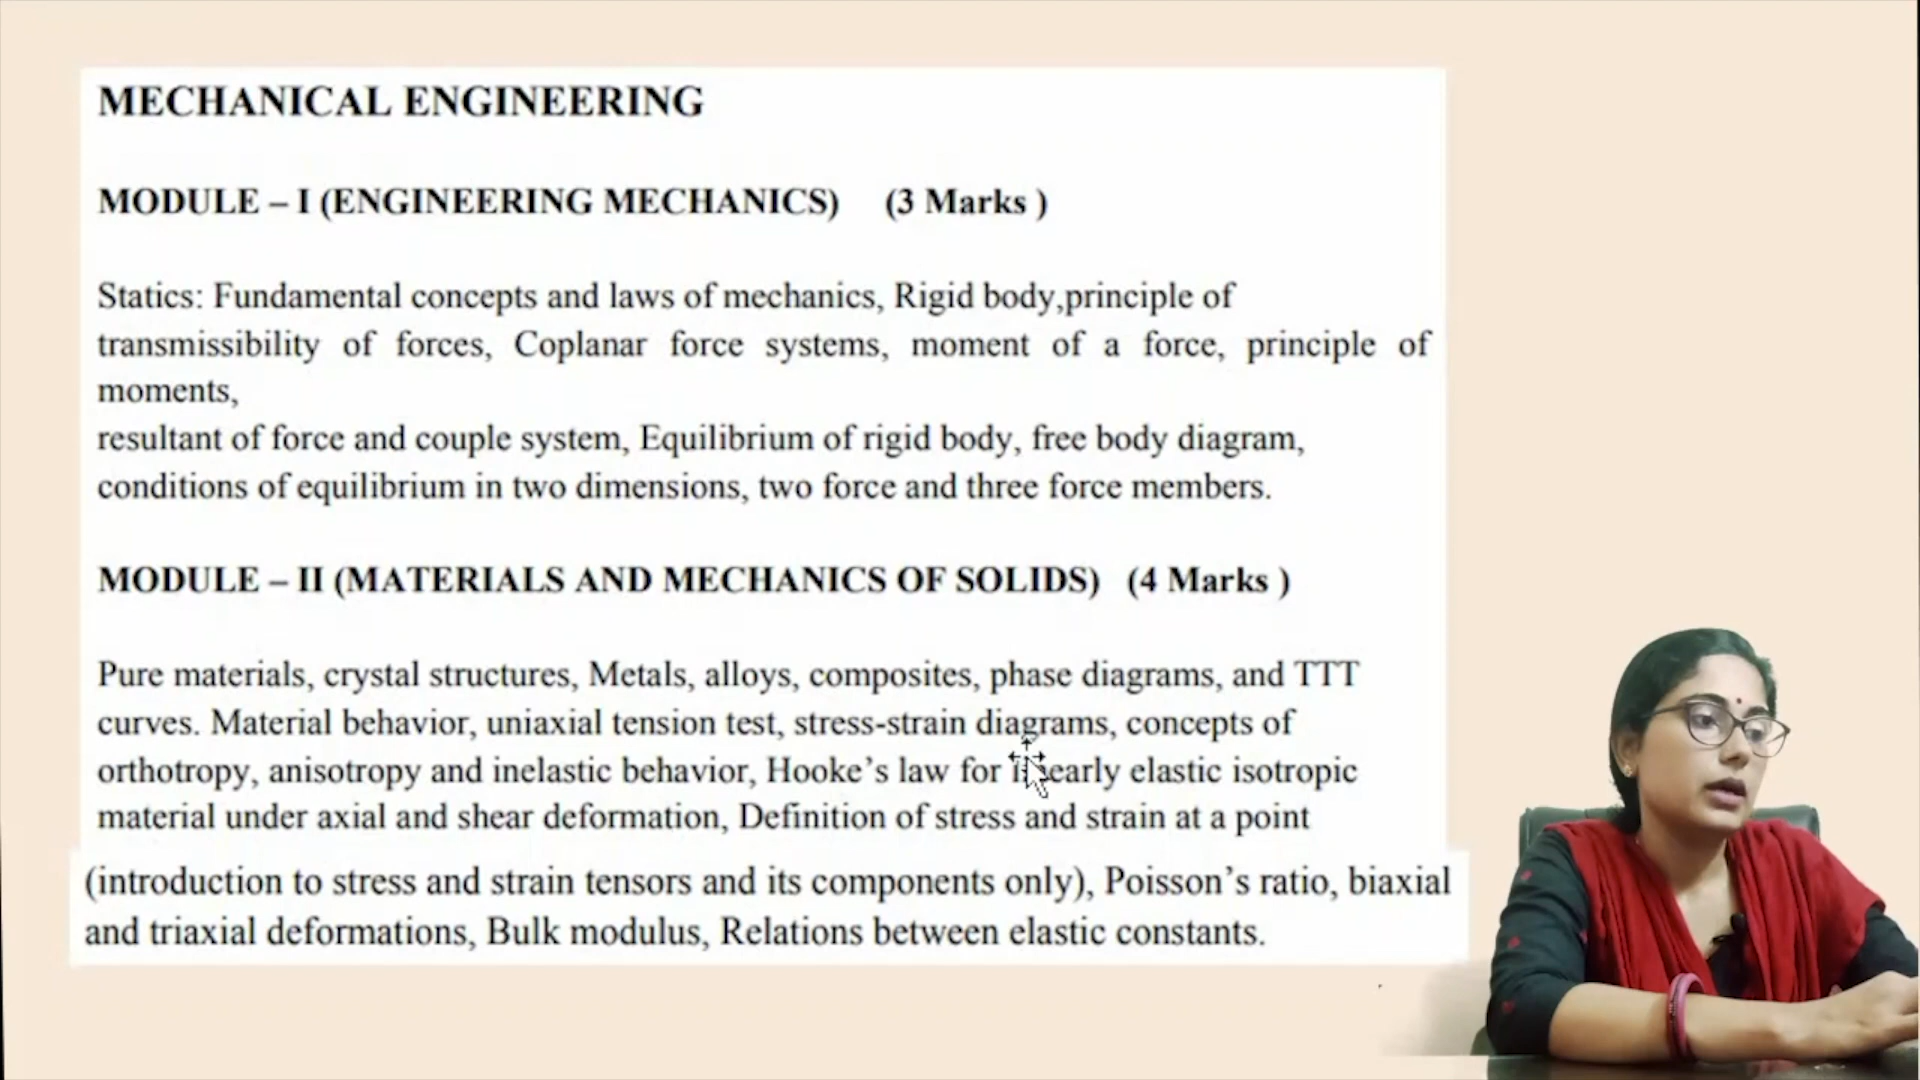 MECHANICAL ENGINEERING
MODULE – I (ENGINEERING MECHANICS) (3 Marks )
Statics: Fundamental concepts and laws of mechanics, Rigid body,principle of
transmissibility of forces, Coplanar force systems, moment of a force, principle of
moments,
resultant of force and couple system, Equilibrium of rigid body, free body diagram,
conditions of equilibrium in two dimensions, two force and three force members.
MODULE – II (MATERIALS AND MECHANICS OF SOLIDS) (4 Marks )
Pure materials, crystal structures, Metals, alloys, composites, phase diagrams, and TTT
curves. Material behavior, uniaxial tension test, stress-strain diagrams, concepts of
orthotropy, anisotropy and inelastic behavior, Hooke’s law for linearly elastic isotropic
material under axial and shear deformation, Definition of stress and strain at a point
(introduction to stress and strain tensors and its components only), Poisson’s ratio, biaxial
and triaxial deformations, Bulk modulus, Relations between elastic constants.